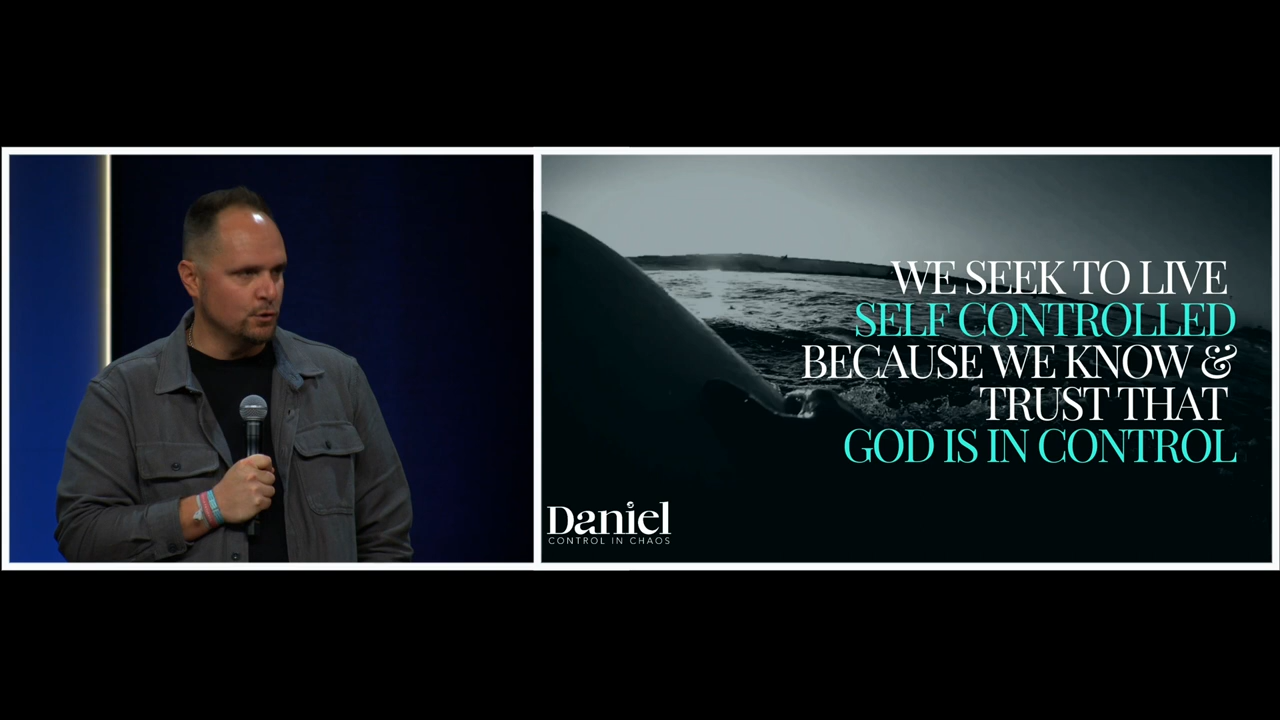 WE SEEK TO LIVE
SELF CONTROLLED
BECAUSE WE KNOW &
TRUST THAT
GOD IS IN CONTROL
Daniel
CONTROL IN CHAOS